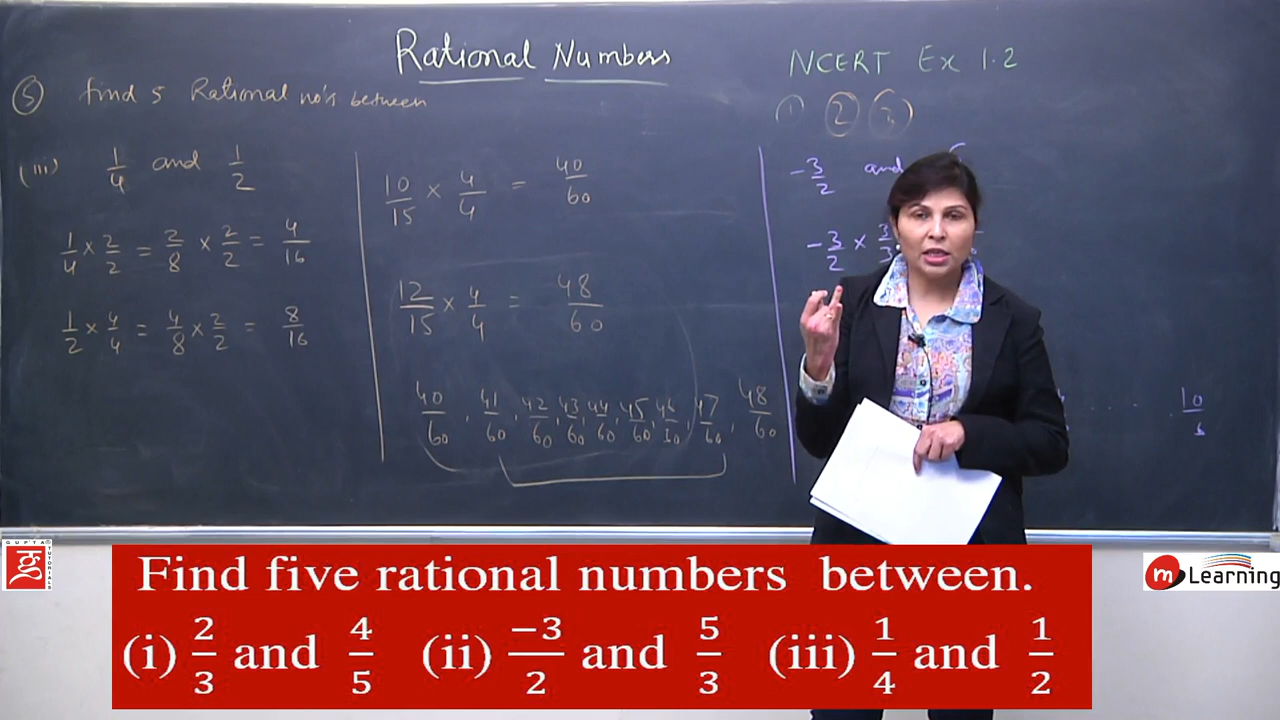 Rational Numbers
NCERT Ex 1.2
⑤ find 5 Rational no's between
① ② ③
(iii) 1/4 and 1/2
1/4 × 2/2 = 2/8 × 2/2 = 4/16
1/2 × 4/4 = 4/8 × 2/2 = 8/16
10/15 × 4/4 = 40/60
12/15 × 4/4 = 48/60
40/60, 41/60, 42/60, 43/60, 44/60, 45/60, 46/60, 47/60, 48/60
-3/2 and
-3/2 × 3/3
10/6
GUPTA TUTORIALS
m Learning
Find five rational numbers between.
(i) 2/3 and 4/5 (ii) -3/2 and 5/3 (iii) 1/4 and 1/2